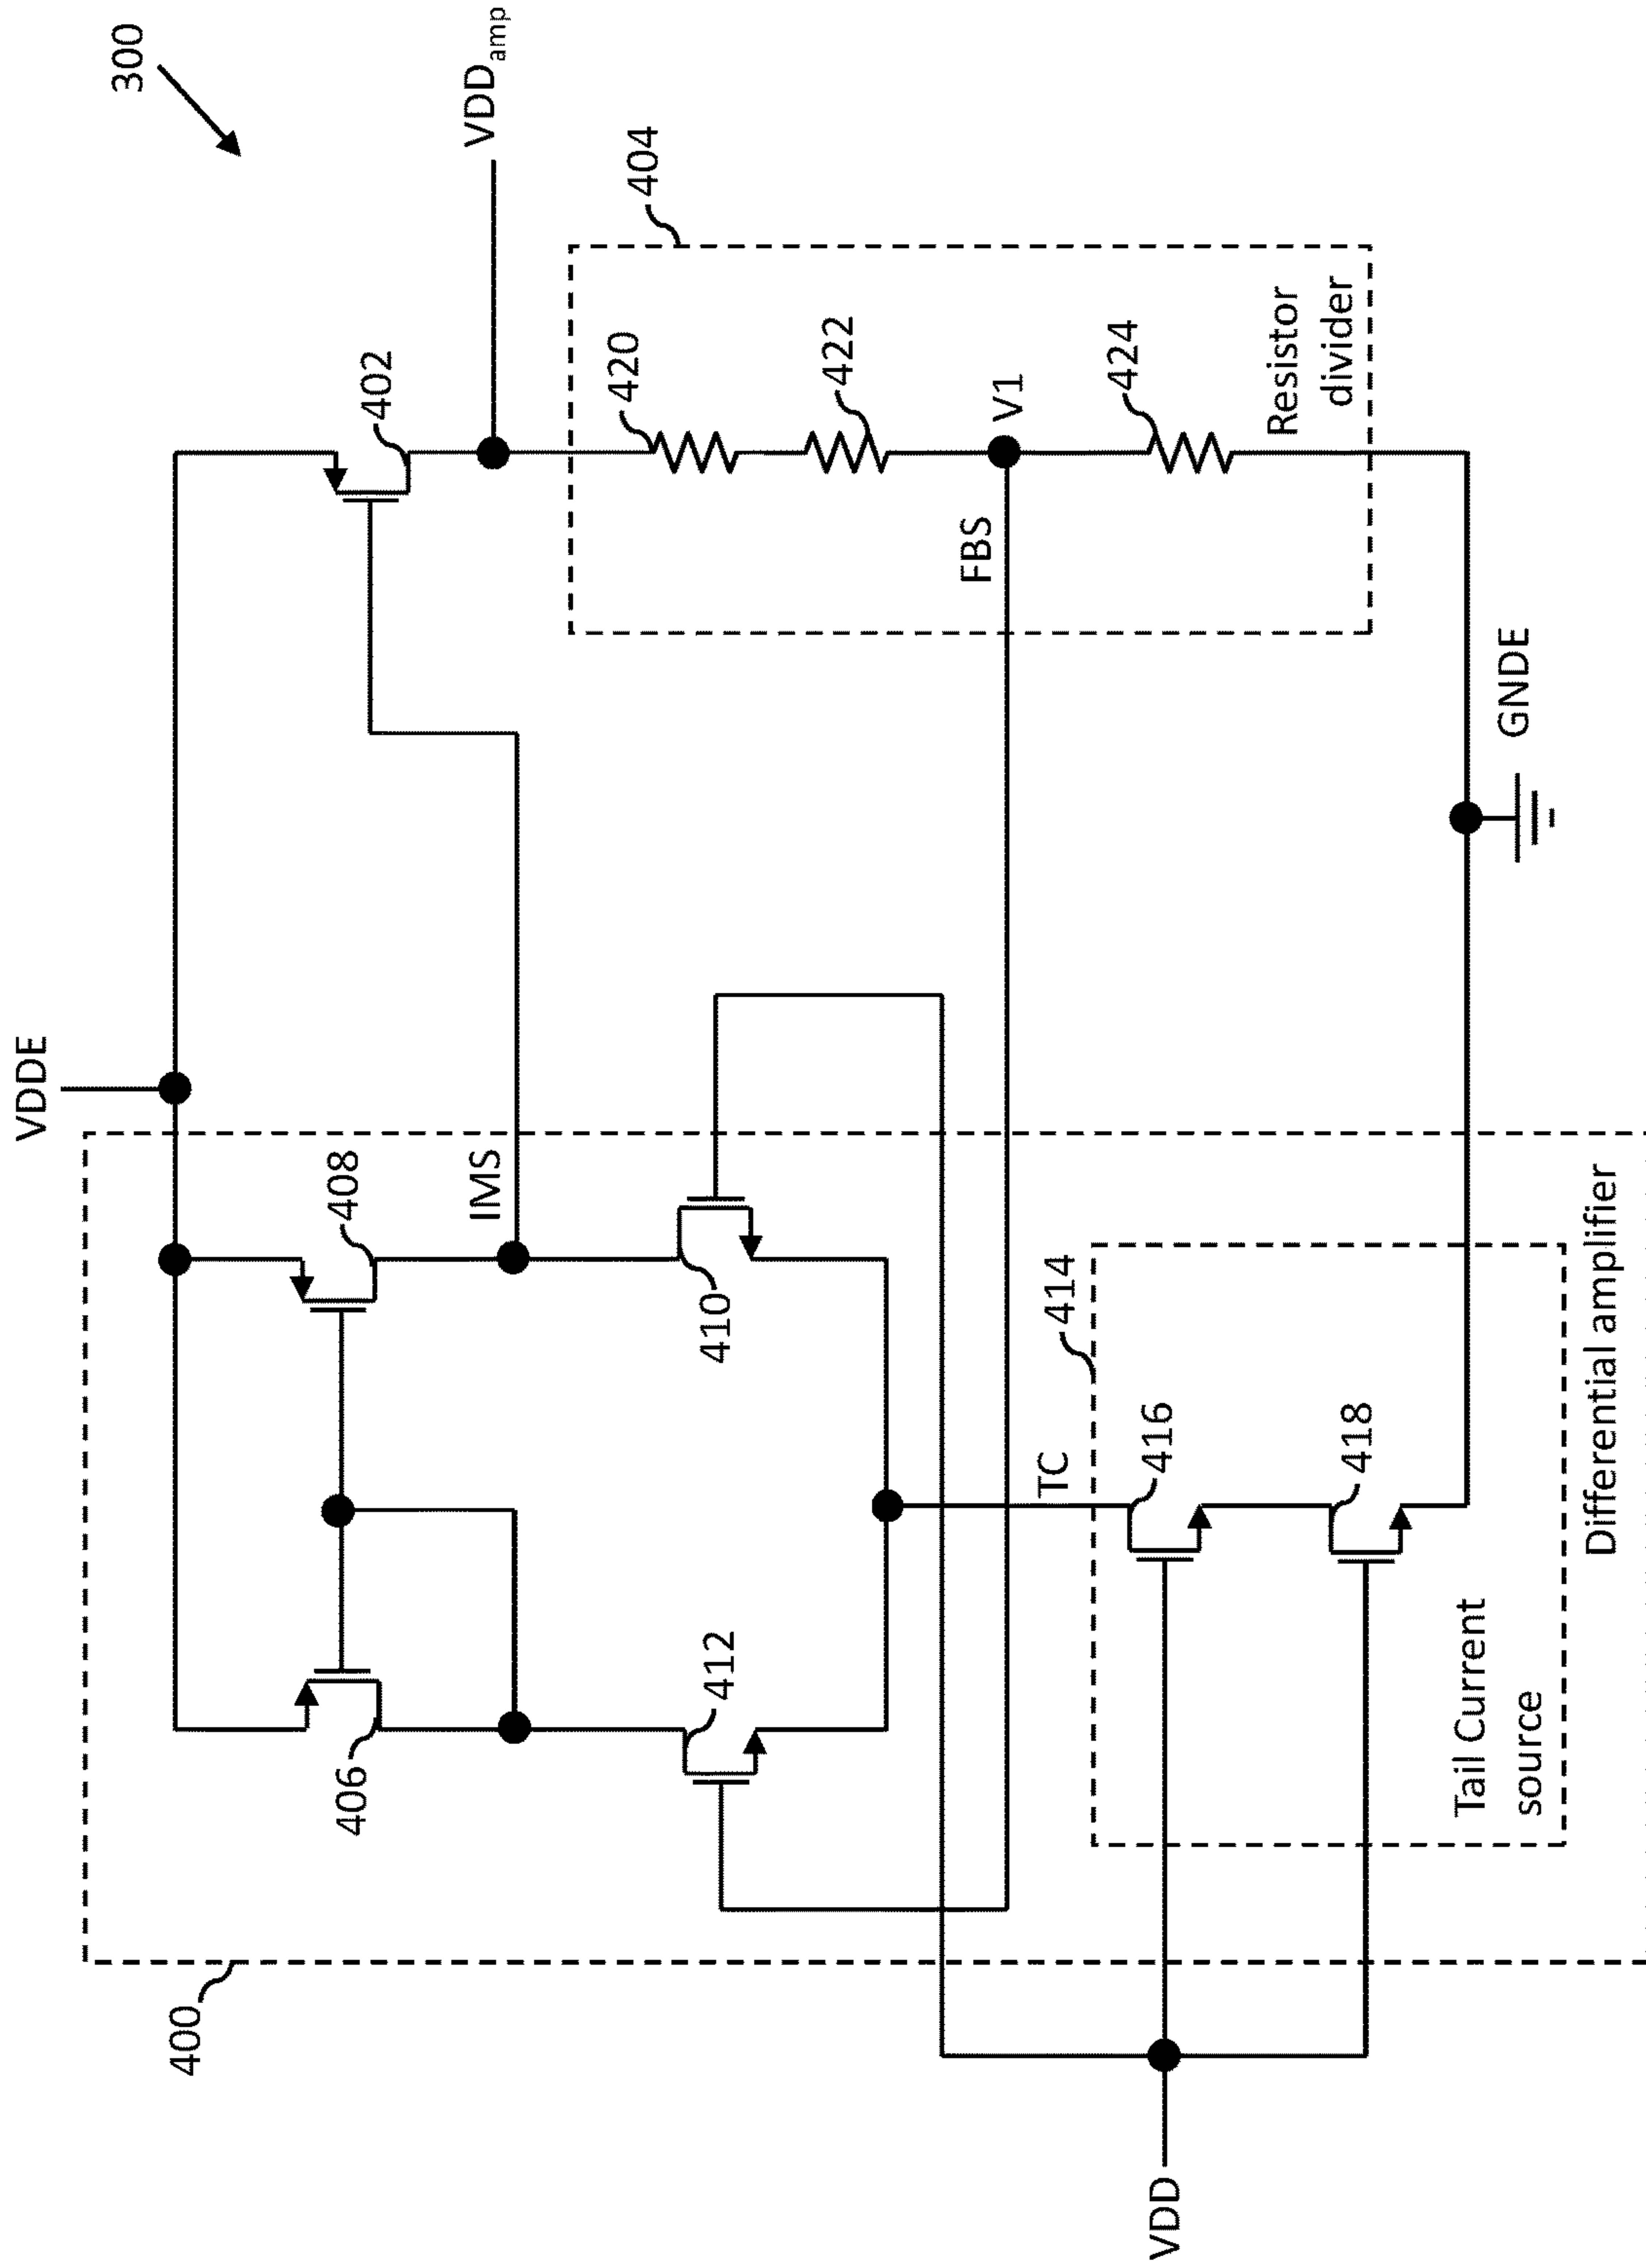 300
VDDE
VDD_amp
400
406
408
402
IMS
404
420
412
410
422
FBS
V1
TC
414
416
424
VDD
418
Resistor
divider
Tail Current
source
GNDE
Differential amplifier